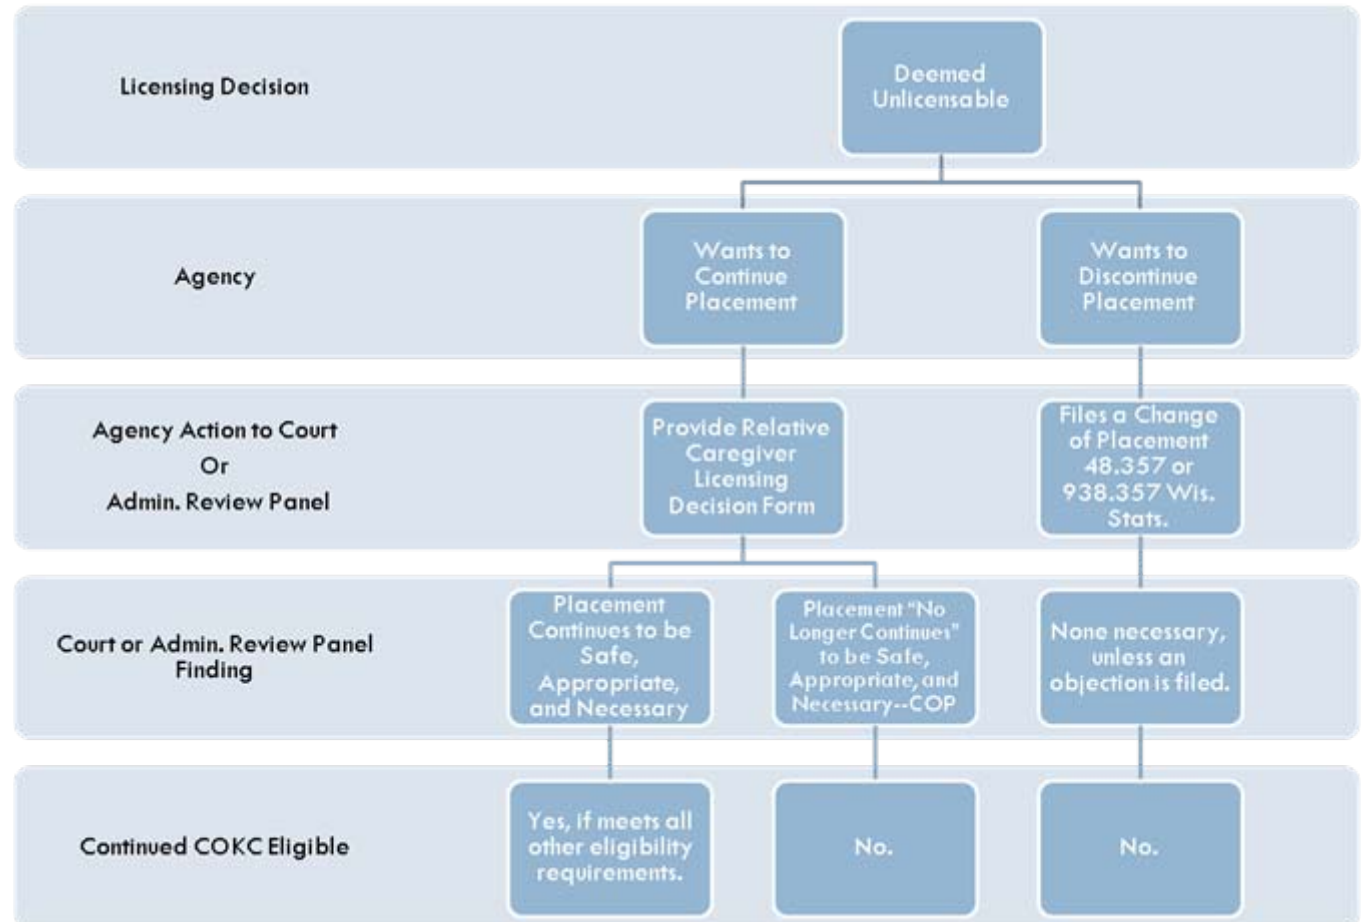 Licensing Decision
Deemed
Unlicensable
Agency
Wants to
Continue
Placement
Wants to
Discontinue
Placement
Agency Action to Court
Or
Admin. Review Panel
Provide Relative
Caregiver
Licensing
Decision Form
Files a Change
of Placement
48.357 or
938.357 Wis.
Stats.
Court or Admin. Review Panel
Finding
Placement
Continues to be
Safe,
Appropriate,
and Necessary
Placement “No
Longer Continues”
to be Safe,
Appropriate, and
Necessary--COP
None necessary,
unless an
objection is filed.
Continued COKC Eligible
Yes, if meets all
other eligibility
requirements.
No.
No.